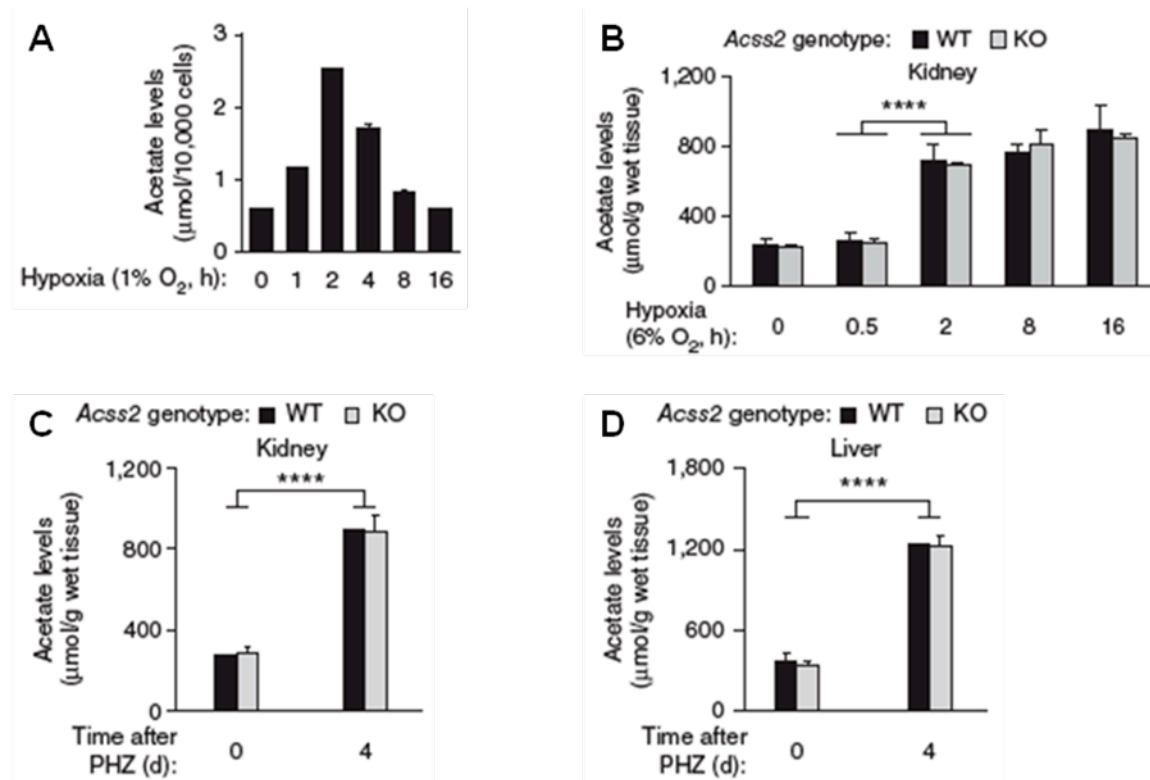 A
3
2
1
0
Acetate levels
(µmol/10,000 cells)
Hypoxia (1% O₂, h): 0 1 2 4 8 16
B
Acss2 genotype: WT KO
Kidney
1,200
800
400
0
****
Acetate levels
(µmol/g wet tissue)
Hypoxia
(6% O₂, h): 0 0.5 2 8 16
C
Acss2 genotype: WT KO
Kidney
1,200
800
400
0
****
Acetate levels
(µmol/g wet tissue)
Time after
PHZ (d): 0 4
D
Acss2 genotype: WT KO
Liver
1,800
1,200
600
0
****
Acetate levels
(µmol/g wet tissue)
Time after
PHZ (d): 0 4